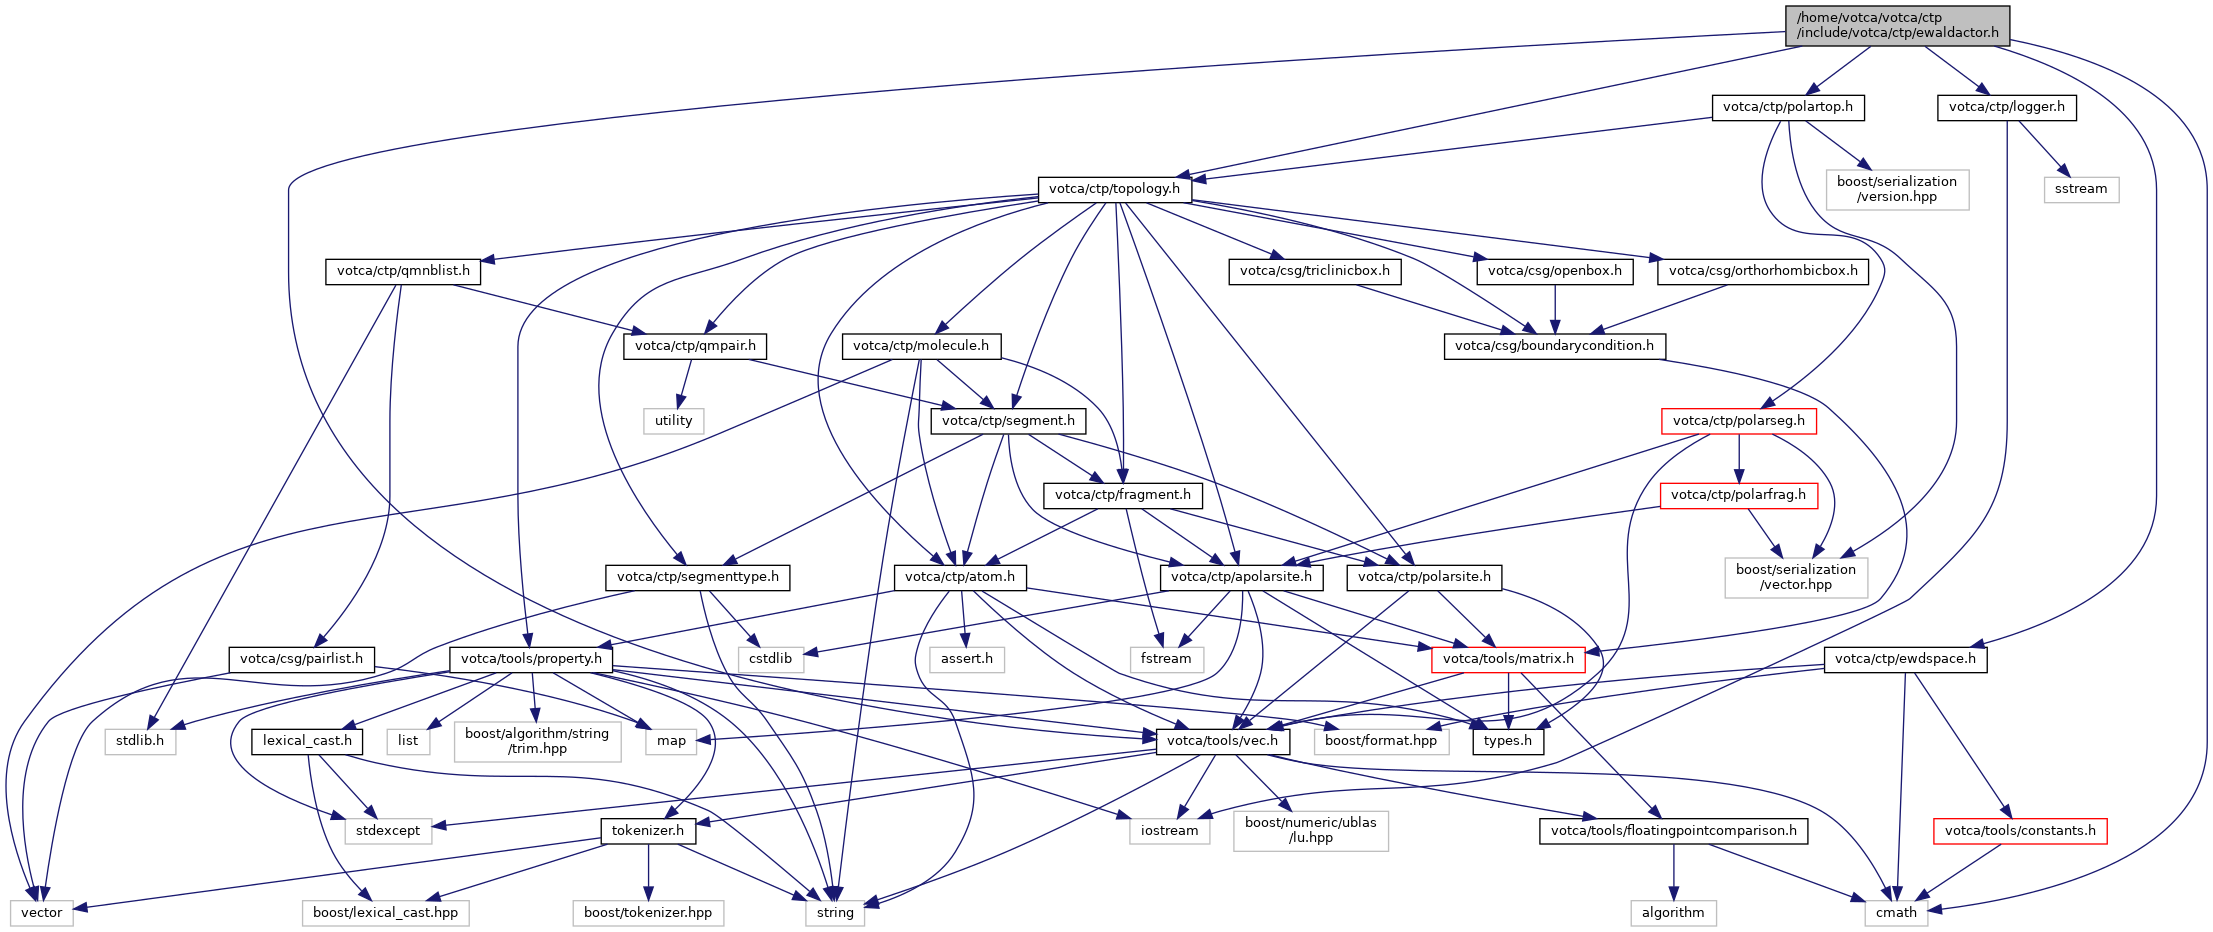 /home/votca/votca/ctp
/include/votca/ctp/ewaldactor.h
votca/ctp/polartop.h
votca/ctp/logger.h
votca/ctp/topology.h
boost/serialization
/version.hpp
sstream
votca/ctp/qmnblist.h
votca/csg/triclinicbox.h
votca/csg/openbox.h
votca/csg/orthorhombicbox.h
votca/ctp/qmpair.h
votca/ctp/molecule.h
votca/csg/boundarycondition.h
utility
votca/ctp/segment.h
votca/ctp/polarseg.h
votca/ctp/fragment.h
votca/ctp/polarfrag.h
votca/ctp/segmenttype.h
votca/ctp/atom.h
votca/ctp/apolarsite.h
votca/ctp/polarsite.h
boost/serialization
/vector.hpp
votca/csg/pairlist.h
votca/tools/property.h
cstdlib
assert.h
fstream
votca/tools/matrix.h
votca/ctp/ewdspace.h
stdlib.h
lexical_cast.h
list
boost/algorithm/string
/trim.hpp
map
votca/tools/vec.h
boost/format.hpp
types.h
stdexcept
tokenizer.h
iostream
boost/numeric/ublas
/lu.hpp
votca/tools/floatingpointcomparison.h
votca/tools/constants.h
vector
boost/lexical_cast.hpp
boost/tokenizer.hpp
string
algorithm
cmath